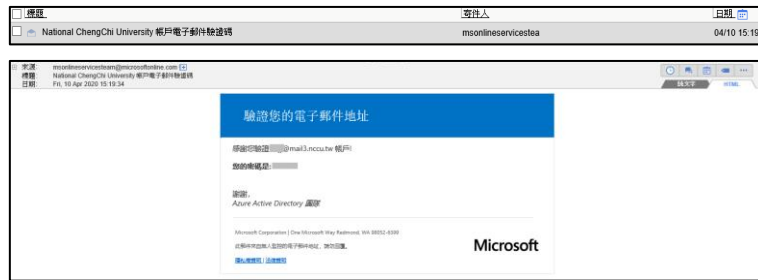 標題 寄件人 日期
National ChengChi University 帳戶電子郵件驗證碼 msonlineservicestea 04/10 15:19
來源: msonlineservicesteam@microsoftonline.com
標題: National ChengChi University 帳戶電子郵件驗證碼
日期: Fri, 10 Apr 2020 15:19:34
純文字 HTML
驗證您的電子郵件地址
感謝您驗證 @mail3.nccu.tw 帳戶!
您的密碼是:
謝謝,
Azure Active Directory 團隊
Microsoft Corporation | One Microsoft Way Redmond, WA 98052-6399
此郵件來自無人監控的電子郵件地址，請勿回覆。
隱私權聲明 | 法律聲明
Microsoft